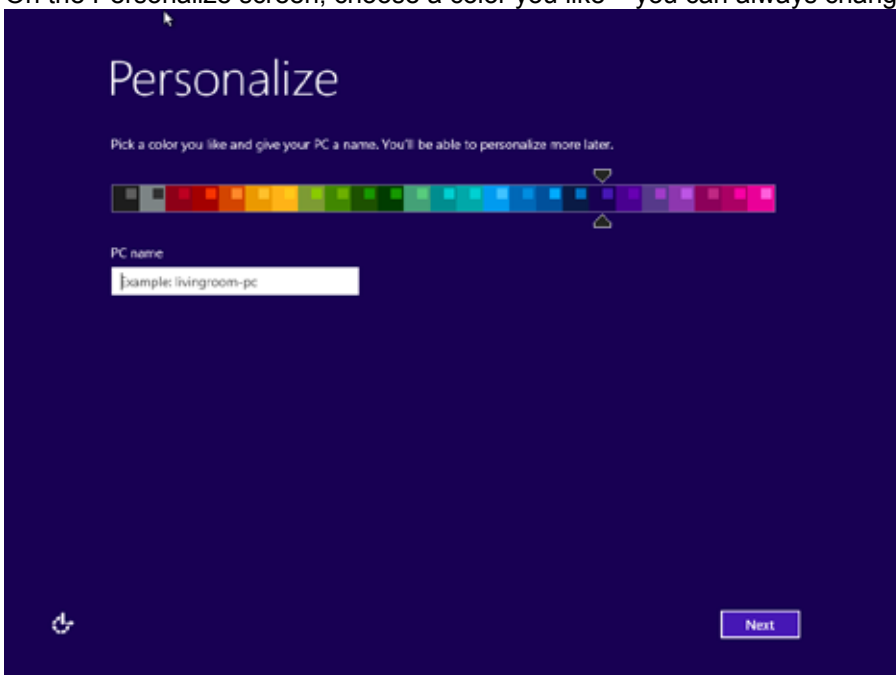 On the Personalize screen, choose a color you like – you can always chang
Personalize
Pick a color you like and give your PC a name. You'll be able to personalize more later.
PC name
Example: livingroom-pc
Next